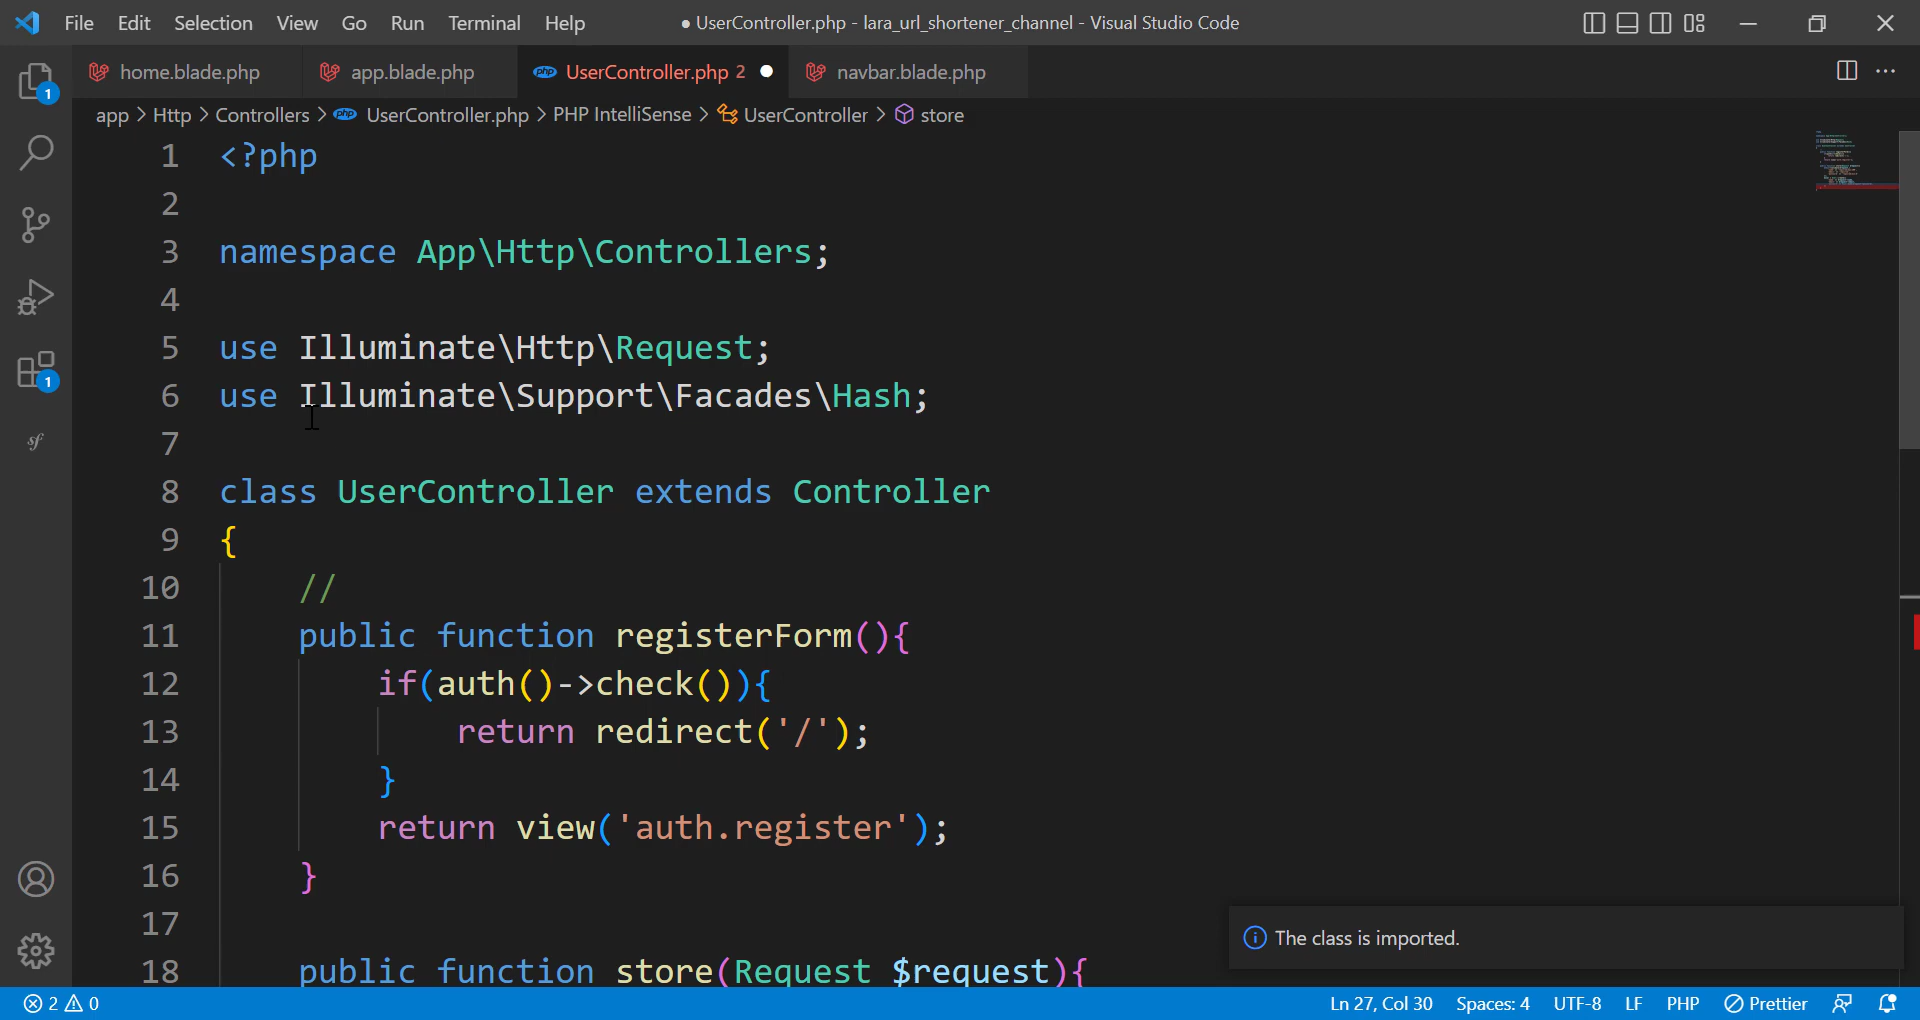 File Edit Selection View Go Run Terminal Help ● UserController.php - lara_url_shortener_channel - Visual Studio Code
home.blade.php app.blade.php php UserController.php 2 ● navbar.blade.php
app > Http > Controllers > php UserController.php > PHP IntelliSense > UserController > store
1 <?php
2
3 namespace App\Http\Controllers;
4
5 use Illuminate\Http\Request;
6 use Illuminate\Support\Facades\Hash;
7
8 class UserController extends Controller
9 {
10 //
11 public function registerForm(){
12 if(auth()->check()){
13 return redirect('/');
14 }
15 return view('auth.register');
16 }
17
18 public function store(Request $request){
1
1
sf
The class is imported.
2 0 Ln 27, Col 30 Spaces: 4 UTF-8 LF PHP Prettier